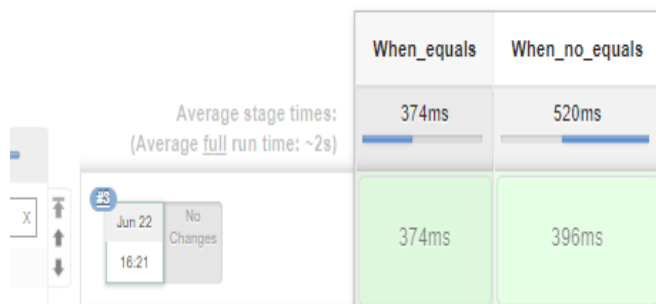 When_equals When_no_equals
Average stage times: 374ms 520ms
(Average full run time: ~2s)
#3
Jun 22 No Changes
16:21
374ms 396ms
X